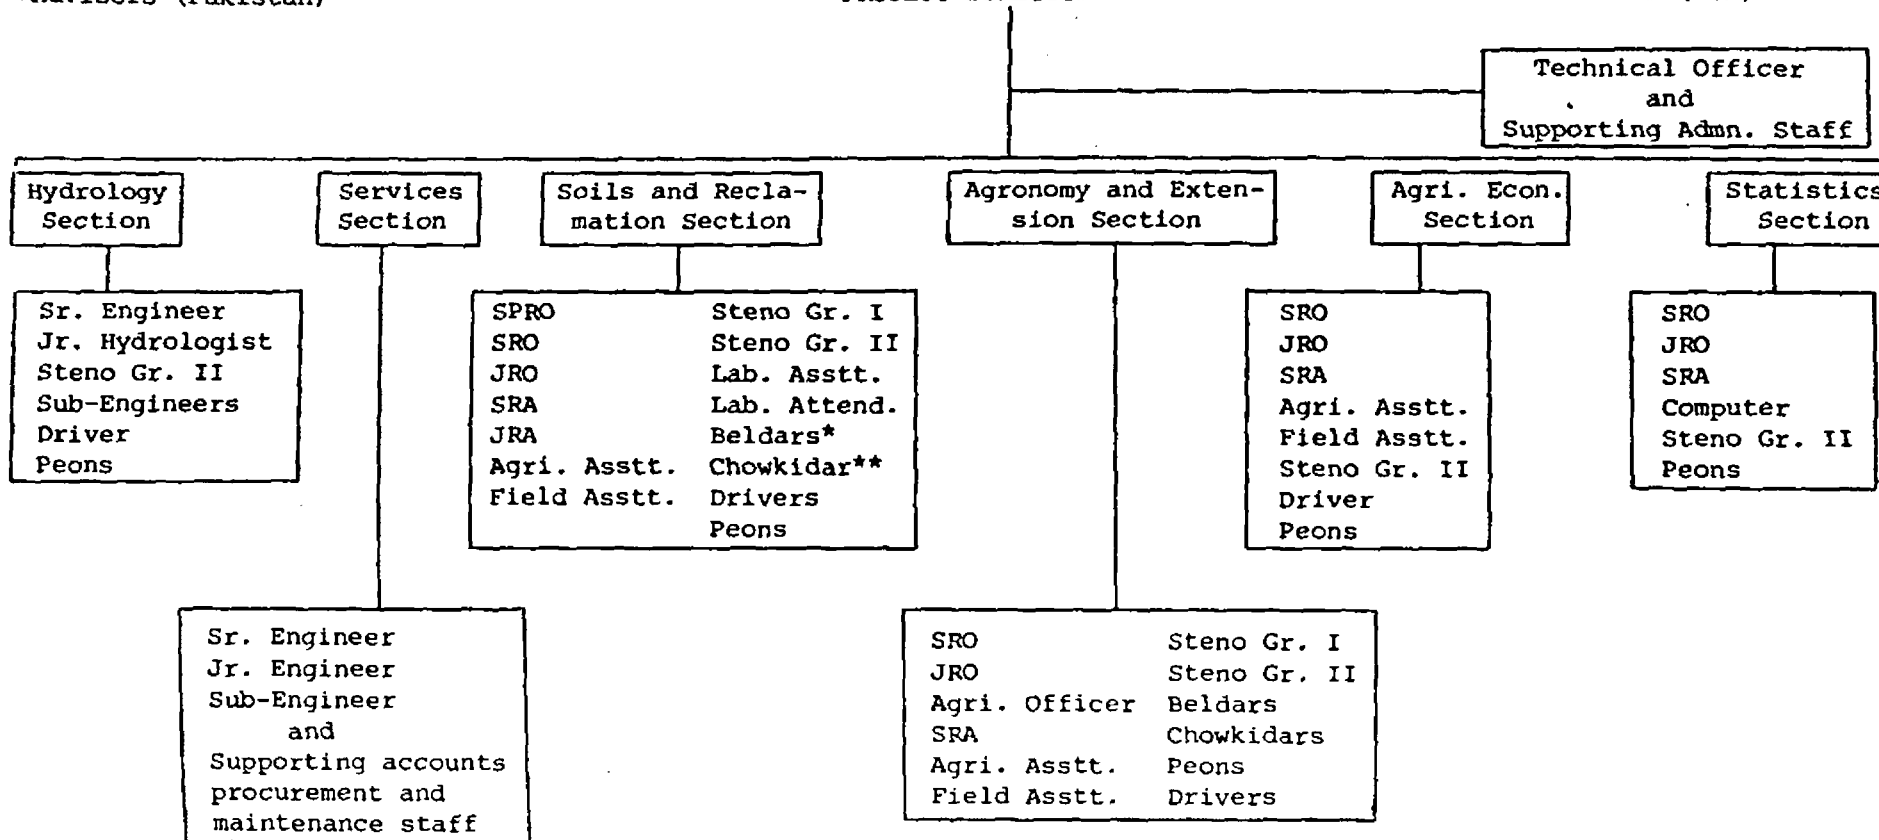 (Pakistan)
Technical Officer
and
Supporting Admn. Staff
Hydrology
Section
Services
Section
Soils and Recla-
mation Section
Agronomy and Exten-
sion Section
Agri. Econ.
Section
Statistics
Section
Sr. Engineer
Jr. Hydrologist
Steno Gr. II
Sub-Engineers
Driver
Peons
SPRO Steno Gr. I
SRO Steno Gr. II
JRO Lab. Asstt.
SRA Lab. Attend.
JRA Beldars*
Agri. Asstt. Chowkidar**
Field Asstt. Drivers
Peons
SRO
JRO
SRA
Agri. Asstt.
Field Asstt.
Steno Gr. II
Driver
Peons
SRO
JRO
SRA
Computer
Steno Gr. II
Peons
Sr. Engineer
Jr. Engineer
Sub-Engineer
and
Supporting accounts
procurement and
maintenance staff
SRO Steno Gr. I
JRO Steno Gr. II
Agri. Officer Beldars
SRA Chowkidars
Agri. Asstt. Peons
Field Asstt. Drivers